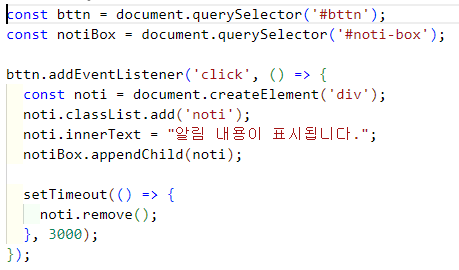 const bttn = document.querySelector('#bttn');
const notiBox = document.querySelector('#noti-box');

bttn.addEventListener('click', () => {
  const noti = document.createElement('div');
  noti.classList.add('noti');
  noti.innerText = "알림 내용이 표시됩니다.";
  notiBox.appendChild(noti);

  setTimeout(() => {
    noti.remove();
  }, 3000);
});